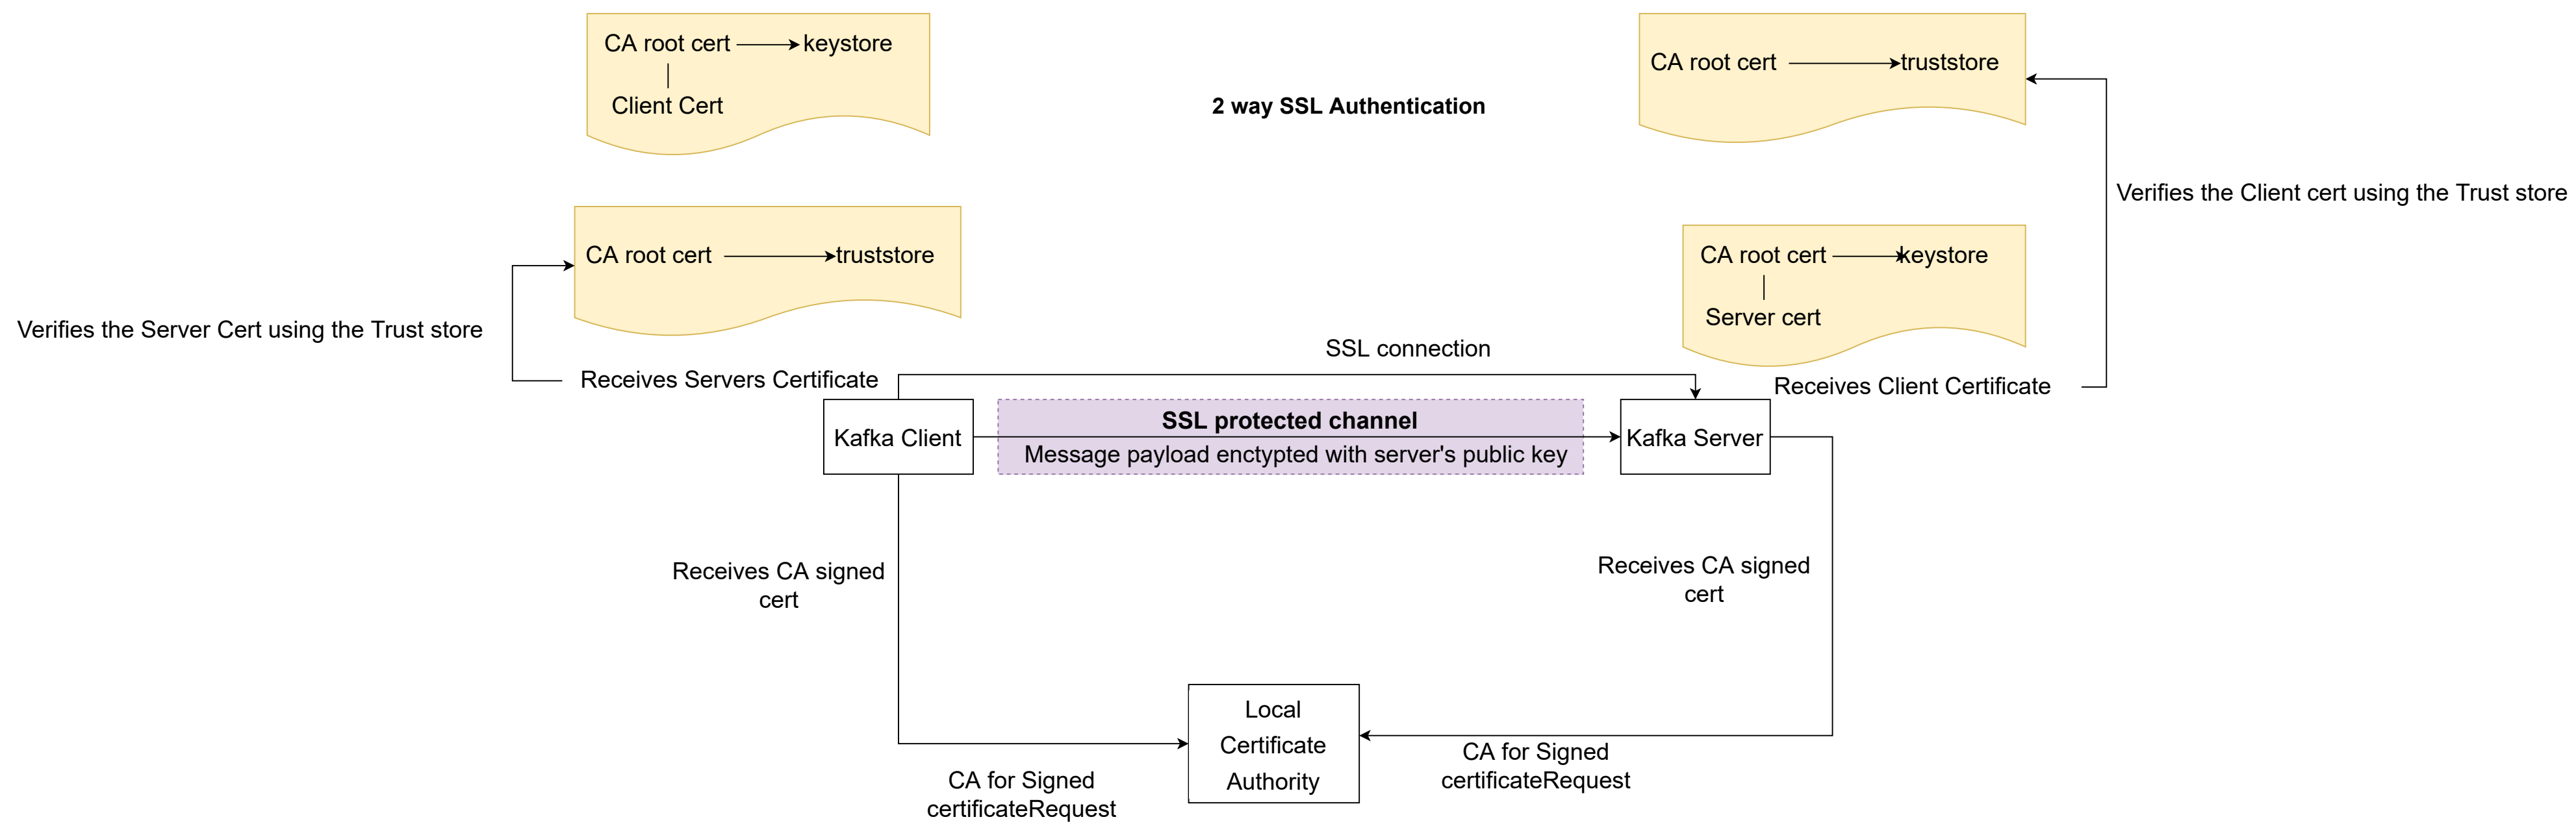 CA root cert
keystore
Client Cert
2 way SSL Authentication
CA root cert
truststore
Verifies the Client cert using the Trust store
CA root cert
truststore
CA root cert
keystore
Server cert
Verifies the Server Cert using the Trust store
SSL connection
Receives Servers Certificate
Receives Client Certificate
Kafka Client
SSL protected channel
Message payload enctypted with server's public key
Kafka Server
Receives CA signed
cert
Receives CA signed
cert
Local
Certificate
Authority
CA for Signed
certificateRequest
CA for Signed
certificateRequest